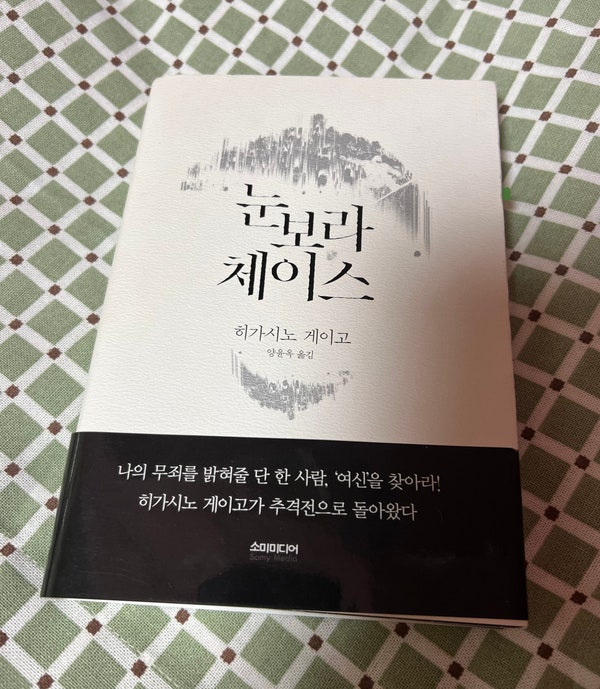 눈보라
체이스
히가시노 게이고
양윤옥 옮김
나의 무죄를 밝혀줄 단 한 사람, '여신'을 찾아라!
히가시노 게이고가 추격전으로 돌아왔다
소미미디어
Somy Media